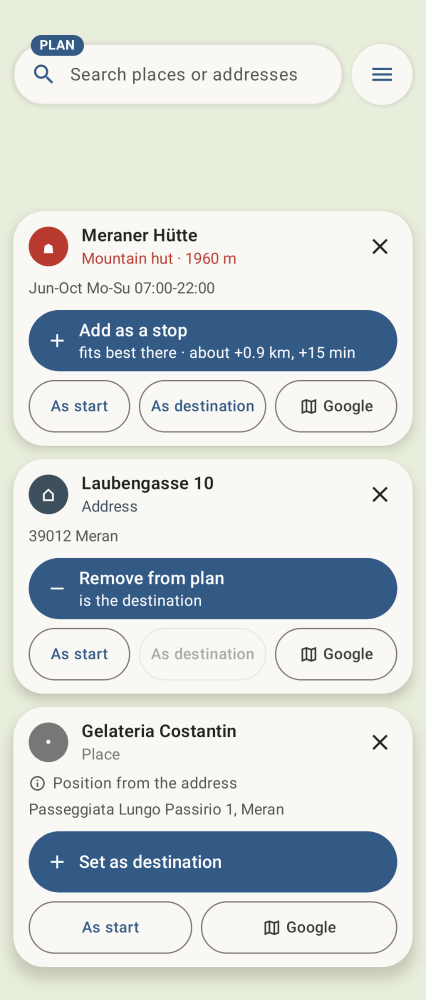 PLAN
Search places or addresses
Meraner Hütte
Mountain hut · 1960 m
Jun-Oct Mo-Su 07:00-22:00
Add as a stop
fits best there · about +0.9 km, +15 min
As start
As destination
Google
Laubengasse 10
Address
39012 Meran
Remove from plan
is the destination
As start
As destination
Google
Gelateria Costantin
Place
Position from the address
Passeggiata Lungo Passirio 1, Meran
Set as destination
As start
Google